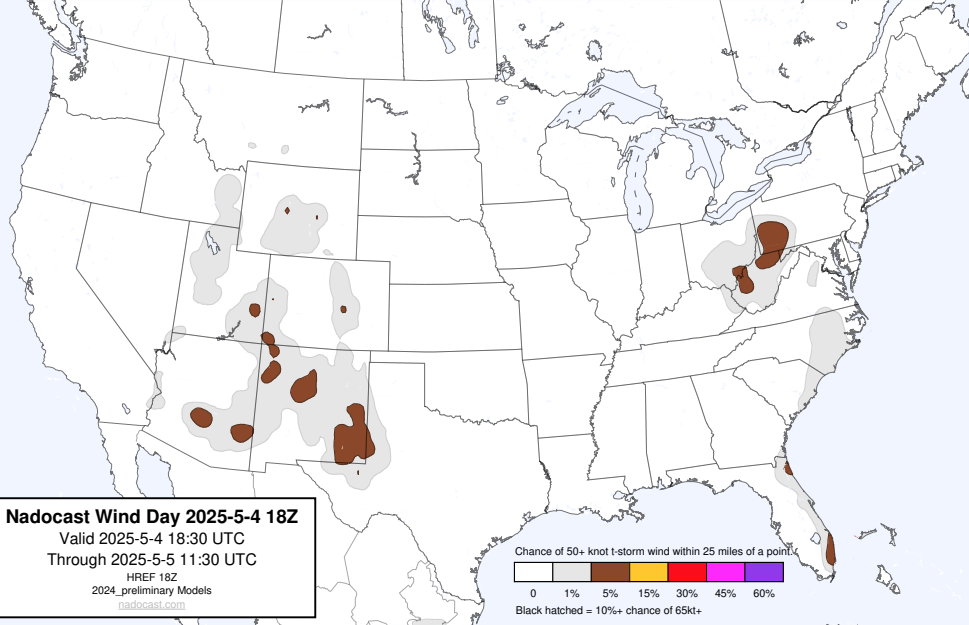 Nadocast Wind Day 2025-5-4 18Z
Valid 2025-5-4 18:30 UTC
Through 2025-5-5 11:30 UTC
HREF 18Z
2024_preliminary Models
nadocast.com
Chance of 50+ knot t-storm wind within 25 miles of a point.
0 1% 5% 15% 30% 45% 60%
Black hatched = 10%+ chance of 65kt+